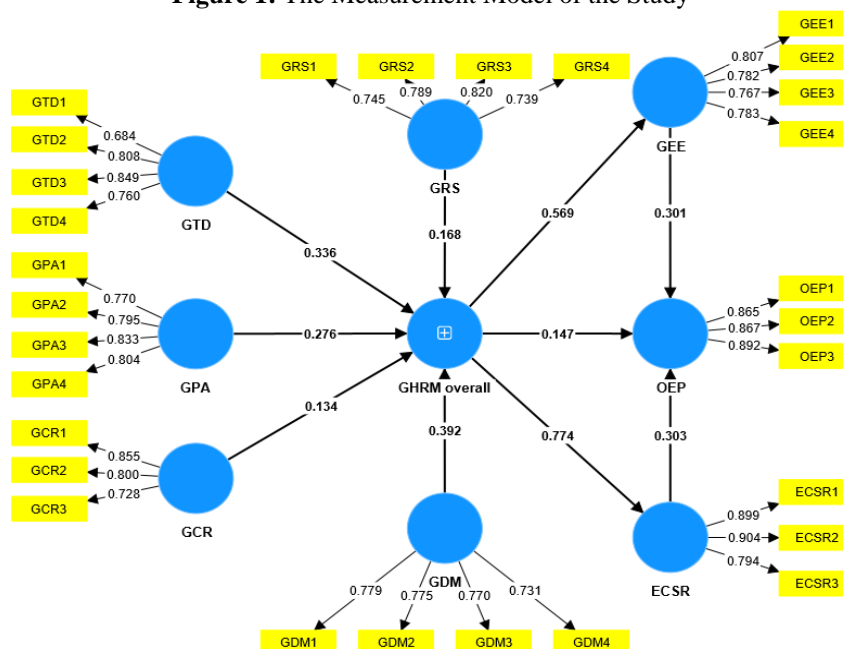 Figure 1: The Measurement Model of the Study
GEE1
GEE2
GEE3
GEE4
0.807
0.782
0.767
0.783
GEE
GRS1
GRS2
GRS3
GRS4
0.745
0.789
0.820
0.739
GRS
GTD1
GTD2
GTD3
GTD4
0.684
0.808
0.849
0.760
GTD
0.336
0.168
0.569
0.301
GPA1
GPA2
GPA3
GPA4
0.770
0.795
0.833
0.804
GPA
0.276
GHRM overall
0.147
OEP1
OEP2
OEP3
0.865
0.867
0.892
OEP
0.134
0.392
0.774
0.303
GCR1
GCR2
GCR3
0.855
0.800
0.728
GCR
GDM
0.779
0.775
0.770
0.731
GDM1
GDM2
GDM3
GDM4
ECSR1
ECSR2
ECSR3
0.899
0.904
0.794
ECSR